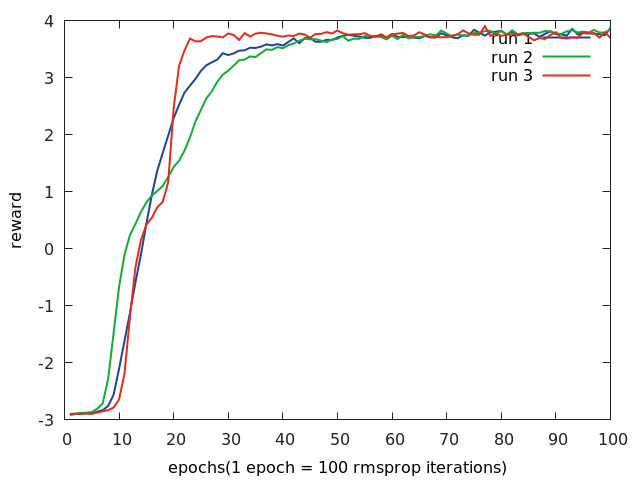 4
3
2
1
0
-1
-2
-3
reward
run 1
run 2
run 3
0 10 20 30 40 50 60 70 80 90 100
epochs(1 epoch = 100 rmsprop iterations)